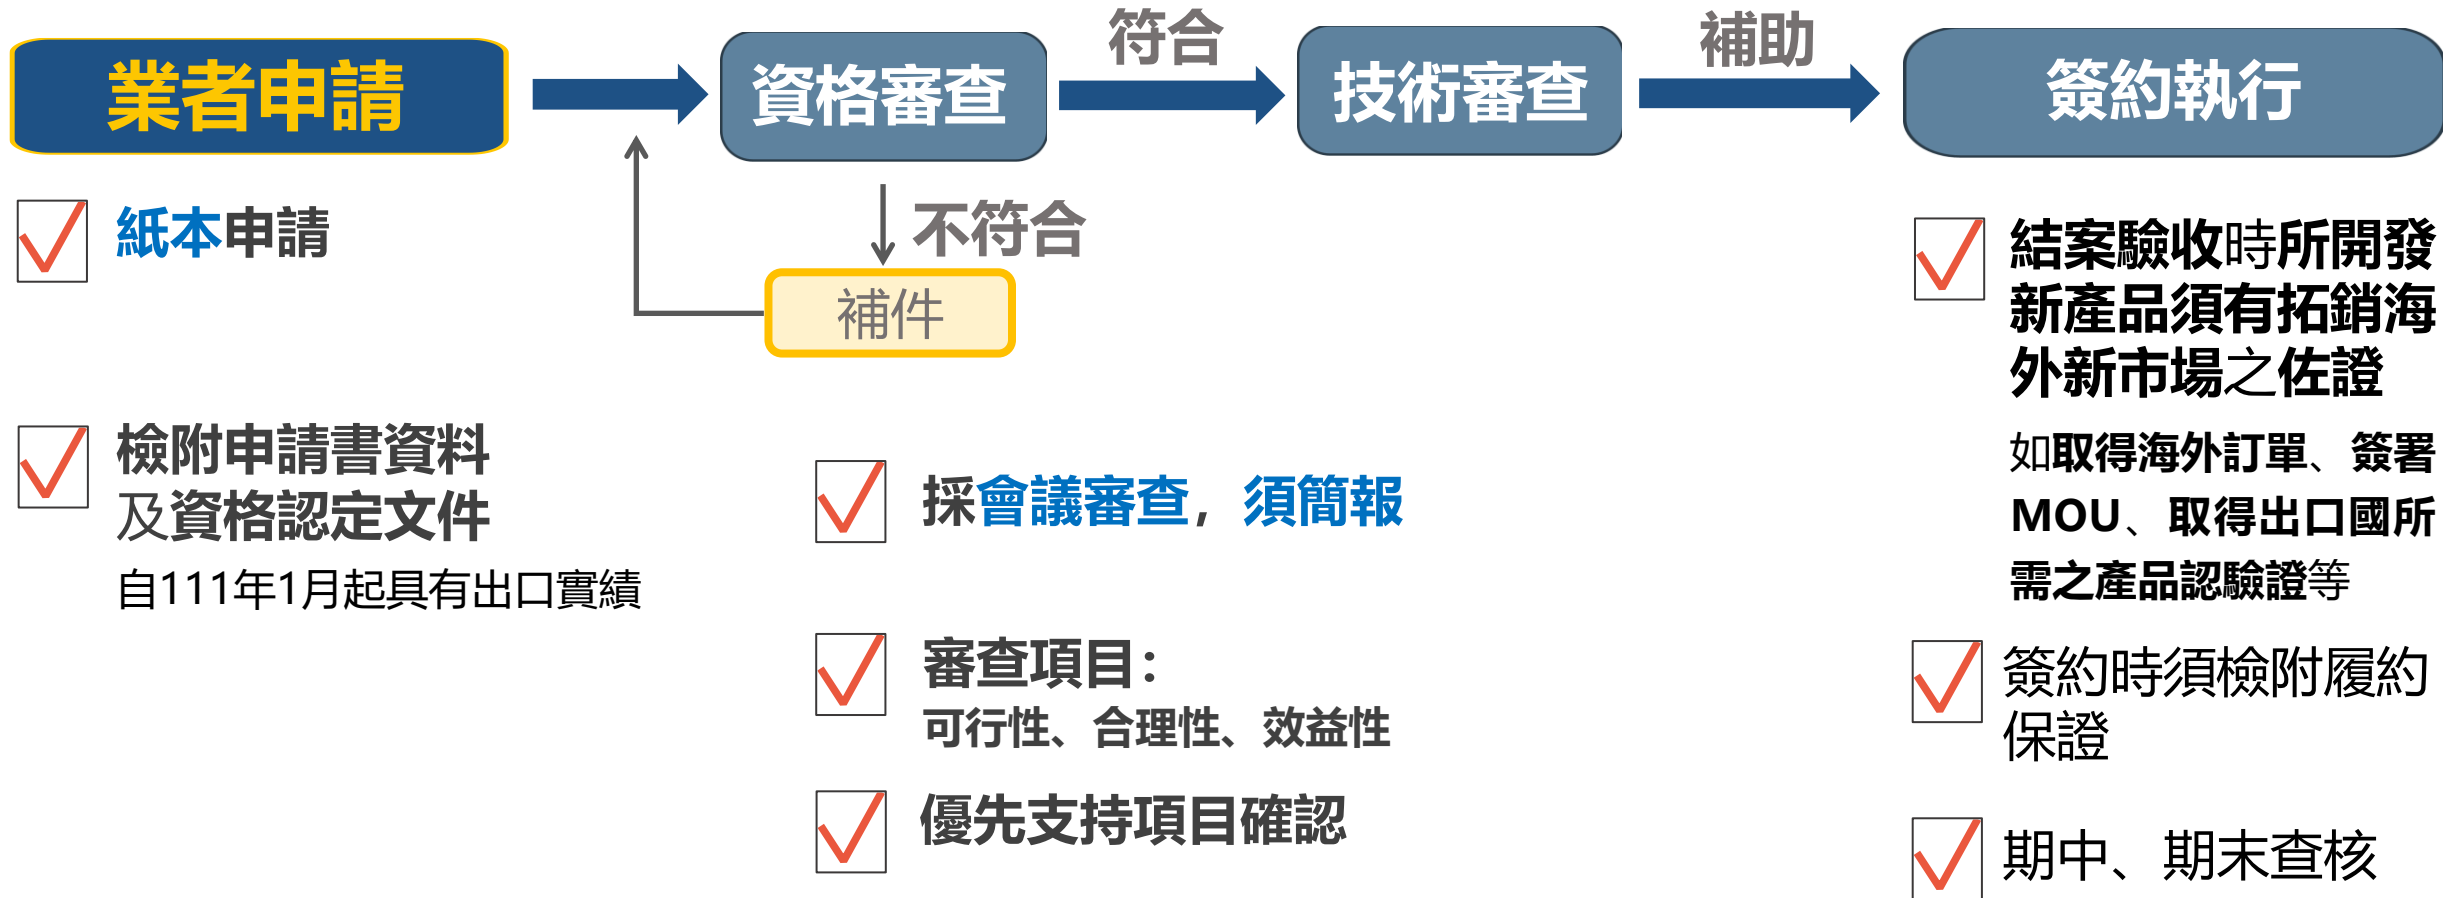 業者申請
資格審查
符合
技術審查
補助
簽約執行
不符合
補件
紙本申請
檢附申請書資料
及資格認定文件
自111年1月起具有出口實績
採會議審查，須簡報
審查項目：
可行性、合理性、效益性
優先支持項目確認
結案驗收時所開發
新產品須有拓銷海
外新市場之佐證
如取得海外訂單、簽署
MOU、取得出口國所
需之產品認驗證等
簽約時須檢附履約
保證
期中、期末查核